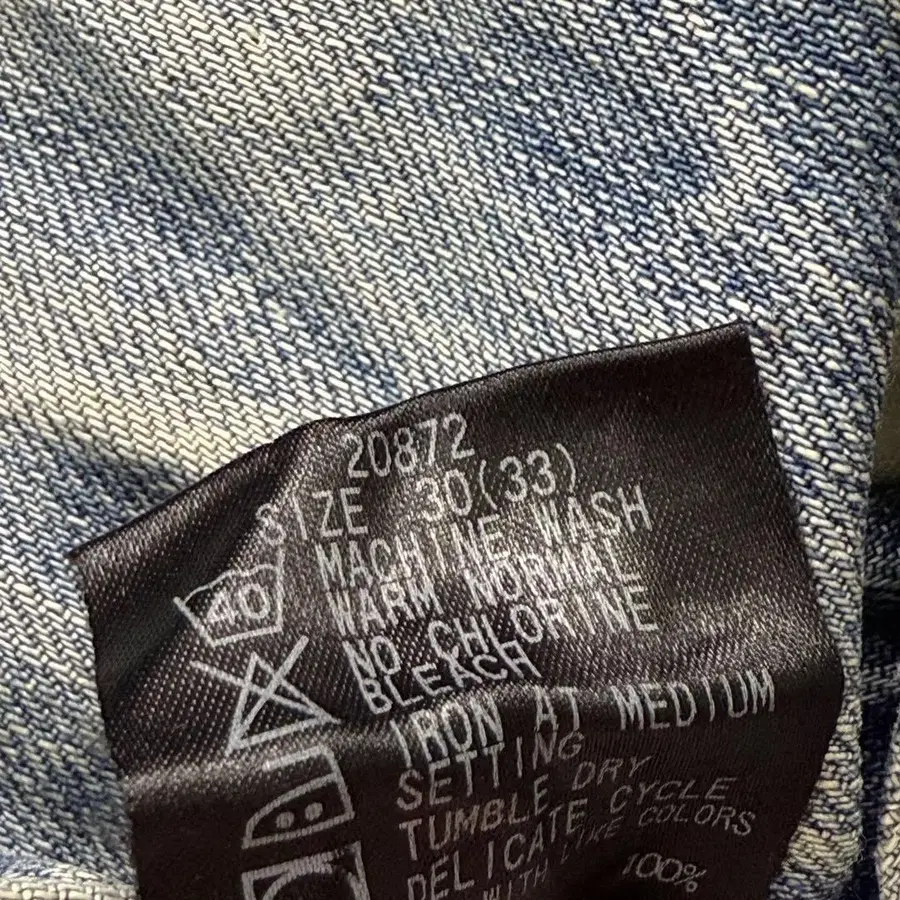 20872
SIZE 30(33)
40
MACHINE WASH
WARM NORMAL
NO CHLORINE
BLEACH
IRON AT MEDIUM
SETTING
TUMBLE DRY
DELICATE CYCLE
WITH LIKE COLORS
100%